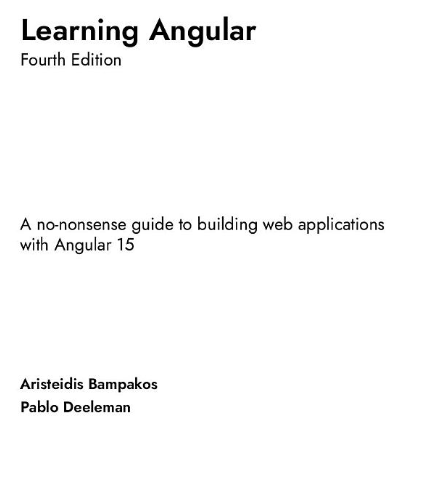 Learning Angular
Fourth Edition
A no-nonsense guide to building web applications
with Angular 15
Aristeidis Bampakos
Pablo Deeleman